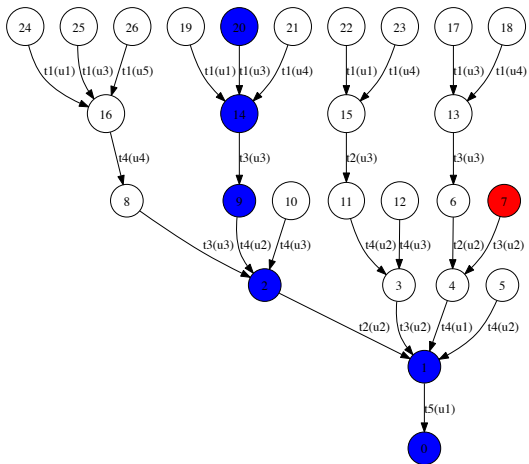 24 25 26 19 20 21 22 23 17 18
t1(u1) t1(u3) t1(u5) t1(u1) t1(u3) t1(u4) t1(u1) t1(u4) t1(u3) t1(u4)
16 14 15 13
t4(u4) t3(u3) t2(u3) t3(u3)
8 9 10 11 12 6 7
t3(u3) t4(u2) t4(u3) t4(u2) t4(u3) t2(u2) t3(u2)
2 3 4 5
t2(u2) t3(u2) t4(u1) t4(u2)
1
t5(u1)
0